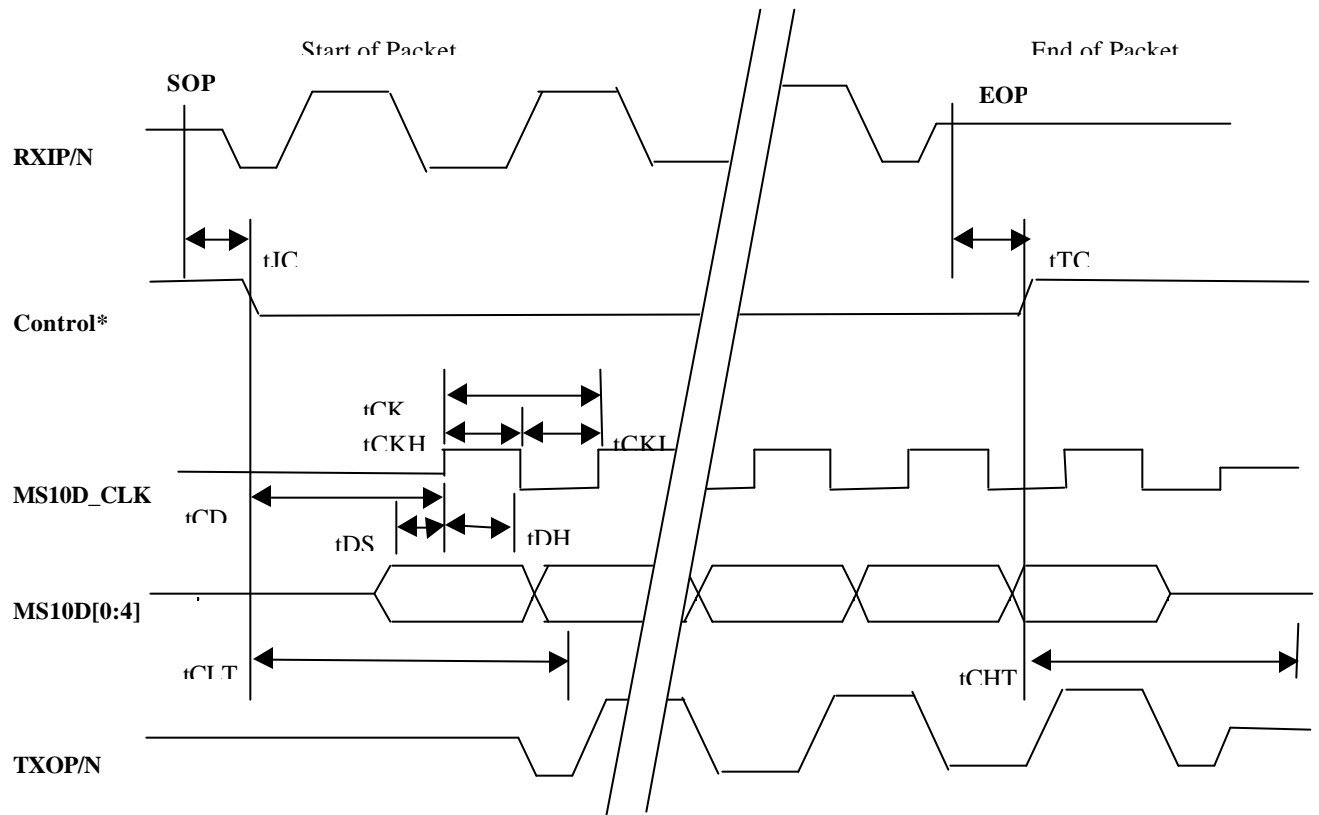 Start of Packet
End of Packet
SOP
EOP
RXIP/N
tJC
tTC
Control*
tCK
tCKH
tCKL
MS10D_CLK
tCD
tDS
tDH
MS10D[0:4]
tCLT
tCHT
TXOP/N